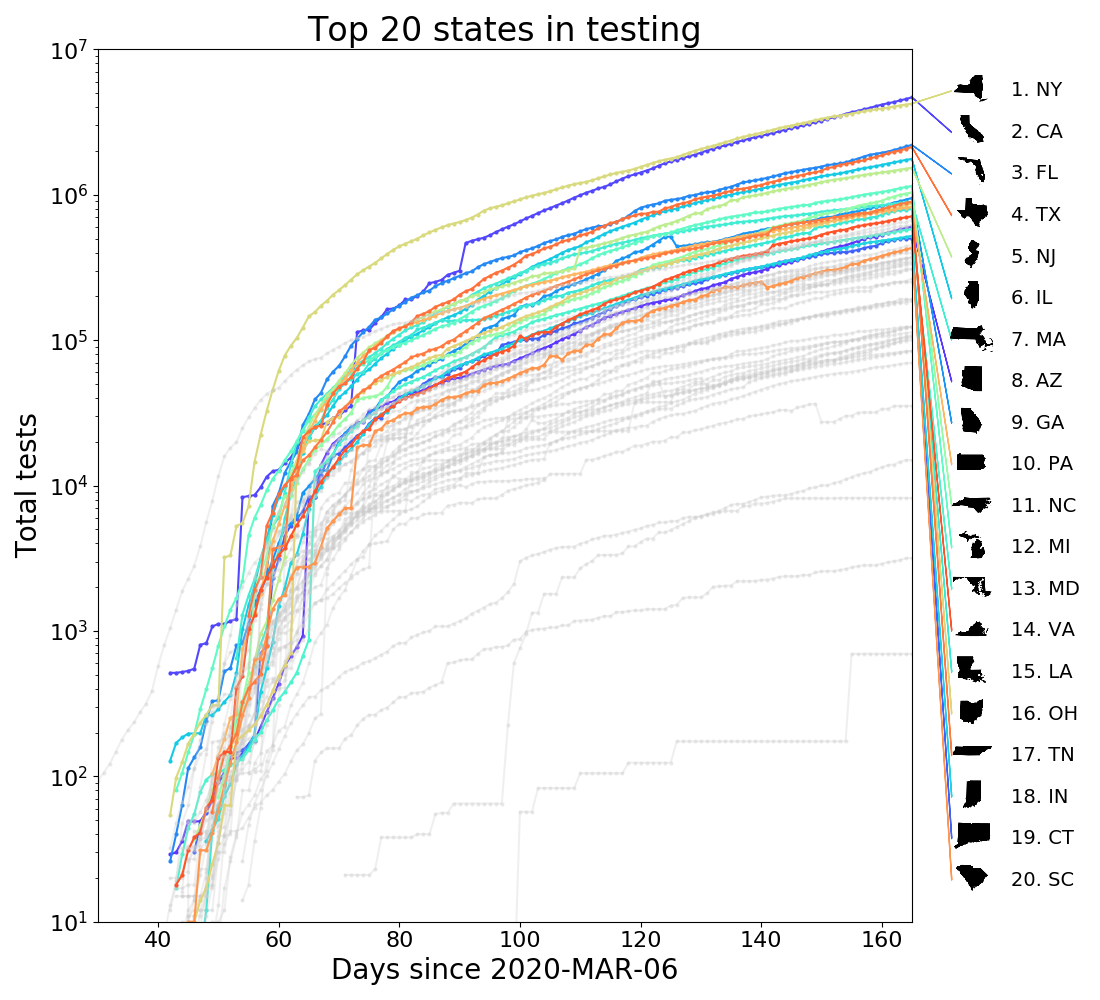 Top 20 states in testing
10^7
10^6
10^5
10^4
10^3
10^2
10^1
Total tests
40 60 80 100 120 140 160
Days since 2020-MAR-06
1. NY
2. CA
3. FL
4. TX
5. NJ
6. IL
7. MA
8. AZ
9. GA
10. PA
11. NC
12. MI
13. MD
14. VA
15. LA
16. OH
17. TN
18. IN
19. CT
20. SC